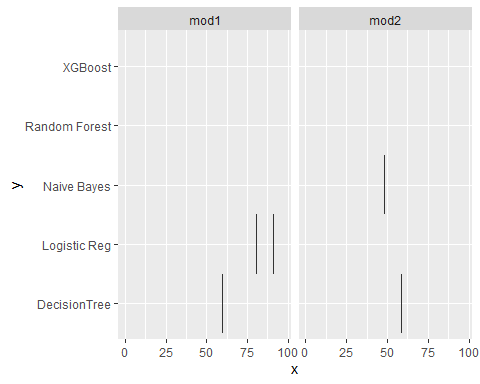 mod1 mod2
XGBoost
Random Forest
Naive Bayes
Logistic Reg
DecisionTree
y
0 25 50 75 100 0 25 50 75 100
x